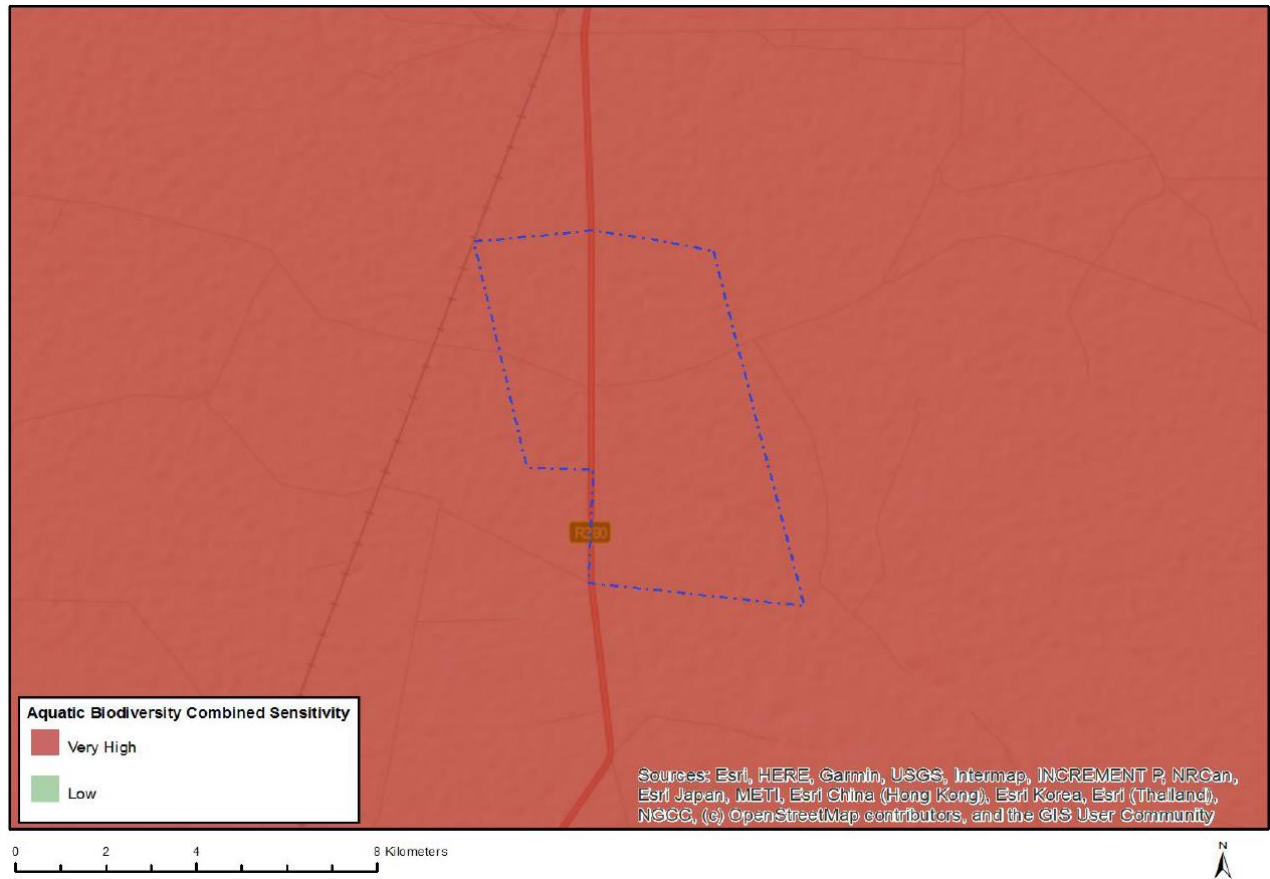 Aquatic Biodiversity Combined Sensitivity
Very High
Low
Sources: Esri, HERE, Garmin, USGS, Intermap, INCREMENT P, NRCan,
Esri Japan, METI, Esri China (Hong Kong), Esri Korea, Esri (Thailand),
NGCC, (c) OpenStreetMap contributors, and the GIS User Community
0 2 4 8 Kilometers
N